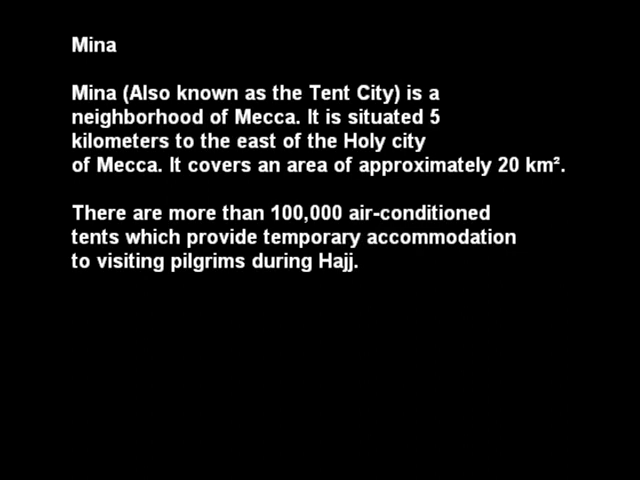 Mina
Mina (Also known as the Tent City) is a
neighborhood of Mecca. It is situated 5
kilometers to the east of the Holy city
of Mecca. It covers an area of approximately 20 km².
There are more than 100,000 air-conditioned
tents which provide temporary accommodation
to visiting pilgrims during Hajj.